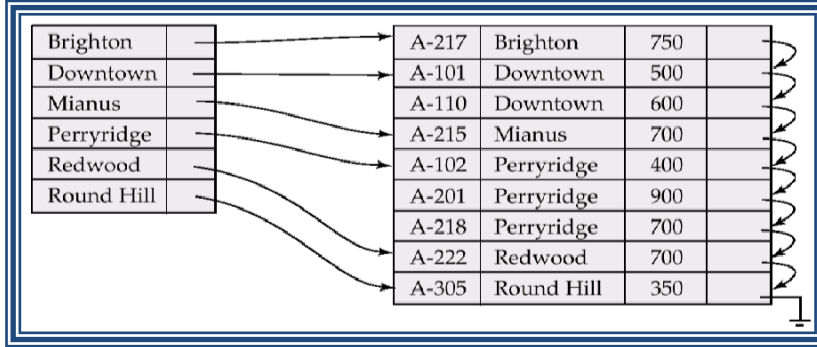 Brighton
Downtown
Mianus
Perryridge
Redwood
Round Hill
A-217 Brighton 750
A-101 Downtown 500
A-110 Downtown 600
A-215 Mianus 700
A-102 Perryridge 400
A-201 Perryridge 900
A-218 Perryridge 700
A-222 Redwood 700
A-305 Round Hill 350